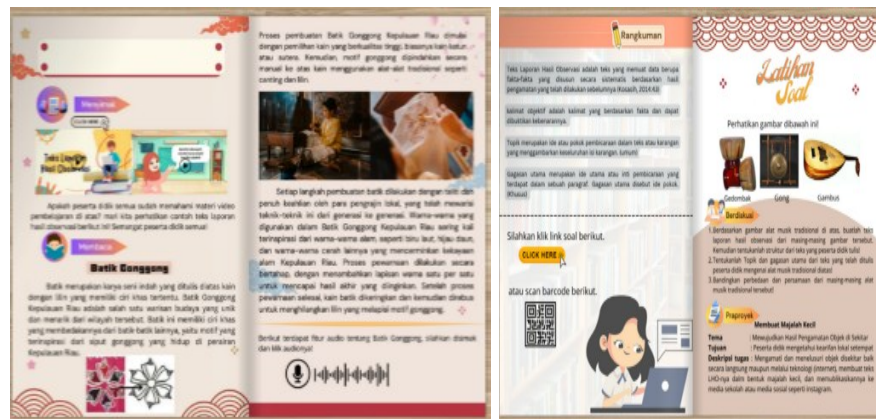 Menyimak
CLICK HERE
Teks Laporan
Hasil Observasi
Apakah peserta didik semua sudah memahami materi video
pembelajaran di atas? mari kita perhatikan contoh teks laporan
hasil observasi berikut ini! Semangat peserta didik semua!
Membaca
Batik Gonggong
Batik merupakan karya seni indah yang ditulis diatas kain
dengan lilin yang memiliki ciri khas tertentu. Batik Gonggong
Kepulauan Riau adalah salah satu warisan budaya yang unik
dan menarik dari wilayah tersebut. Batik ini memiliki ciri khas
yang membedakannya dari batik batik lainnya, yaitu motif yang
terinspirasi dari siput gonggong yang hidup di perairan
Kepulauan Riau.
Proses pembuatan Batik Gonggong Kepulauan Riau dimulai
dengan pemilihan kain yang berkualitas tinggi, biasanya kain katun
atau sutera. Kemudian, motif gonggong dipindahkan secara
manual ke atas kain menggunakan alat-alat tradisional seperti
canting dan lilin.
Setiap langkah pembuatan batik dilakukan dengan teliti dan
penuh keahlian oleh para pengrajin lokal, yang telah mewarisi
teknik-teknik ini dari generasi ke generasi. Warna-warna yang
digunakan dalam Batik Gonggong Kepulauan Riau sering kali
terinspirasi dari warna-warna alam, seperti biru laut, hijau daun,
dan warna-warna cerah lainnya yang mencerminkan kekayaan
alam Kepulauan Riau. Proses pewarnaan dilakukan secara
bertahap, dengan menambahkan lapisan warna satu per satu
untuk mencapai hasil akhir yang diinginkan. Setelah proses
pewarnaan selesai, kain batik dikeringkan dan kemudian direbus
untuk menghilangkan lilin yang melapisi motif gonggong.
Berikut terdapat fitur audio tentang Batik Gonggong, silahkan disimak
dan klik audionya!
Rangkuman
Teks Laporan Hasil Observasi adalah teks yang memuat data berupa
fakta-fakta yang disusun secara sistematis berdasarkan hasil
pengamatan yang telah dilakukan sebelumnya (Kosasih, 2014:43)
kalimat objektif adalah kalimat yang berdasarkan fakta dan dapat
dibuktikan kebenarannya.
Topik merupakan ide atau pokok pembicaraan dalam teks atau karangan
yang menggambarkan keseluruhan isi karangan. (umum)
Gagasan utama merupakan ide utama atau inti pembicaraan yang
terdapat dalam sebuah paragraf. Gagasan utama disebut ide pokok.
(Khusus)
Silahkan klik link soal berikut.
CLICK HERE
atau scan barcode berikut.
Latihan
Soal
Perhatikan gambar dibawah ini!
Gedombak Gong Gambus
Berdiskusi
1.Berdasarkan gambar alat musik tradisional di atas, buatlah teks
laporan hasil observasi dari masing-masing gambar tersebut.
Kemudian tentukanlah struktur dari teks yang peserta didik tulis!
2.Tentukanlah Topik dan gagasan utama dari teks yang telah ditulis
peserta didik mengenai alat musik tradisional diatas!
3.Bandingkan perbedaan dan persamaan dari masing-masing alat
musik tradisional tersebut!
Praproyek
Membuat Majalah Kecil
Tema : Mewujudkan Hasil Pengamatan Objek di Sekitar
Tujuan : Peserta didik mengetahui kearifan lokal setempat
Deskripsi tugas : Mengamati dan menelusuri objek disekitar baik
secara langsung maupun melalui teknologi (internet), membuat teks
LHO-nya dalm bentuk majalah kecil, dan memublikasikannya ke
media sekolah atau media sosial seperti instagram.